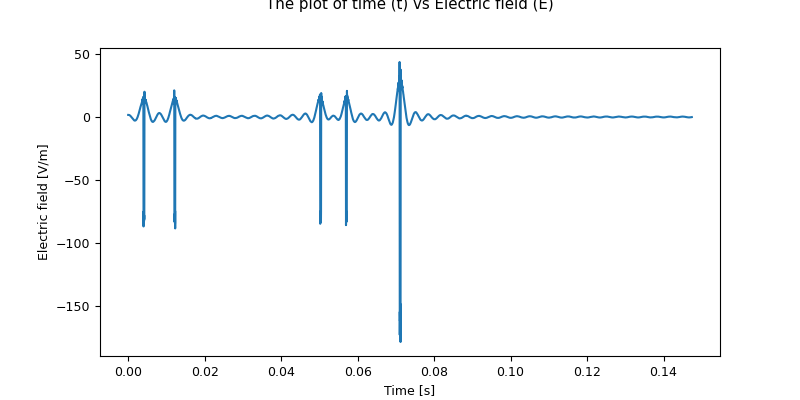 The plot of time (t) vs Electric field (E)
50
0
−50
−100
−150
Electric field [V/m]
0.00 0.02 0.04 0.06 0.08 0.10 0.12 0.14
Time [s]